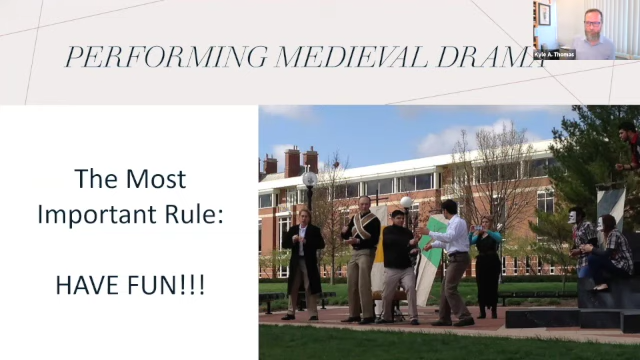 PERFORMING MEDIEVAL DRAMA
Kyle A. Thomas
The Most
Important Rule:
HAVE FUN!!!